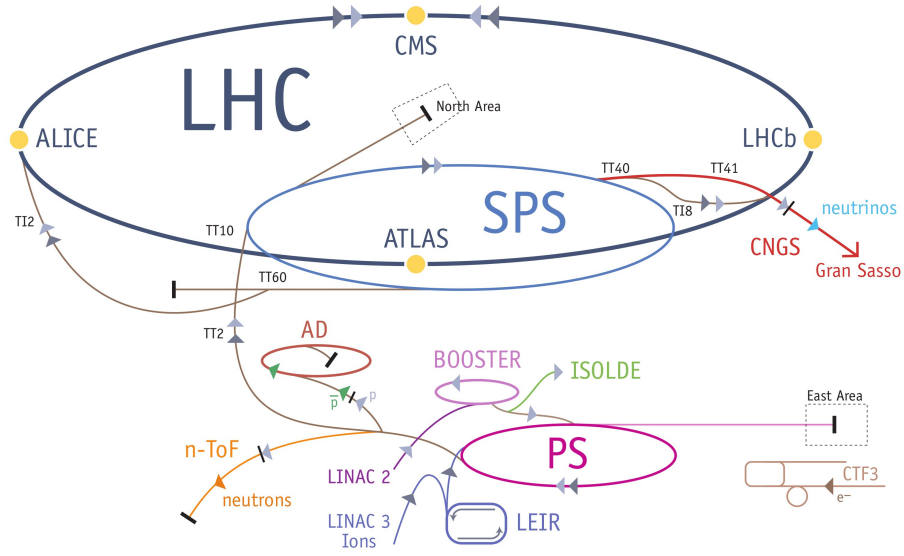 CMS
LHC
North Area
ALICE
LHCb
TT40
TT41
SPS
TI8
neutrinos
TI2
TT10
ATLAS
CNGS
Gran Sasso
TT60
TT2
AD
BOOSTER
ISOLDE
p
p̅
East Area
n-ToF
PS
LINAC 2
neutrons
CTF3
e–
LINAC 3
Ions
LEIR